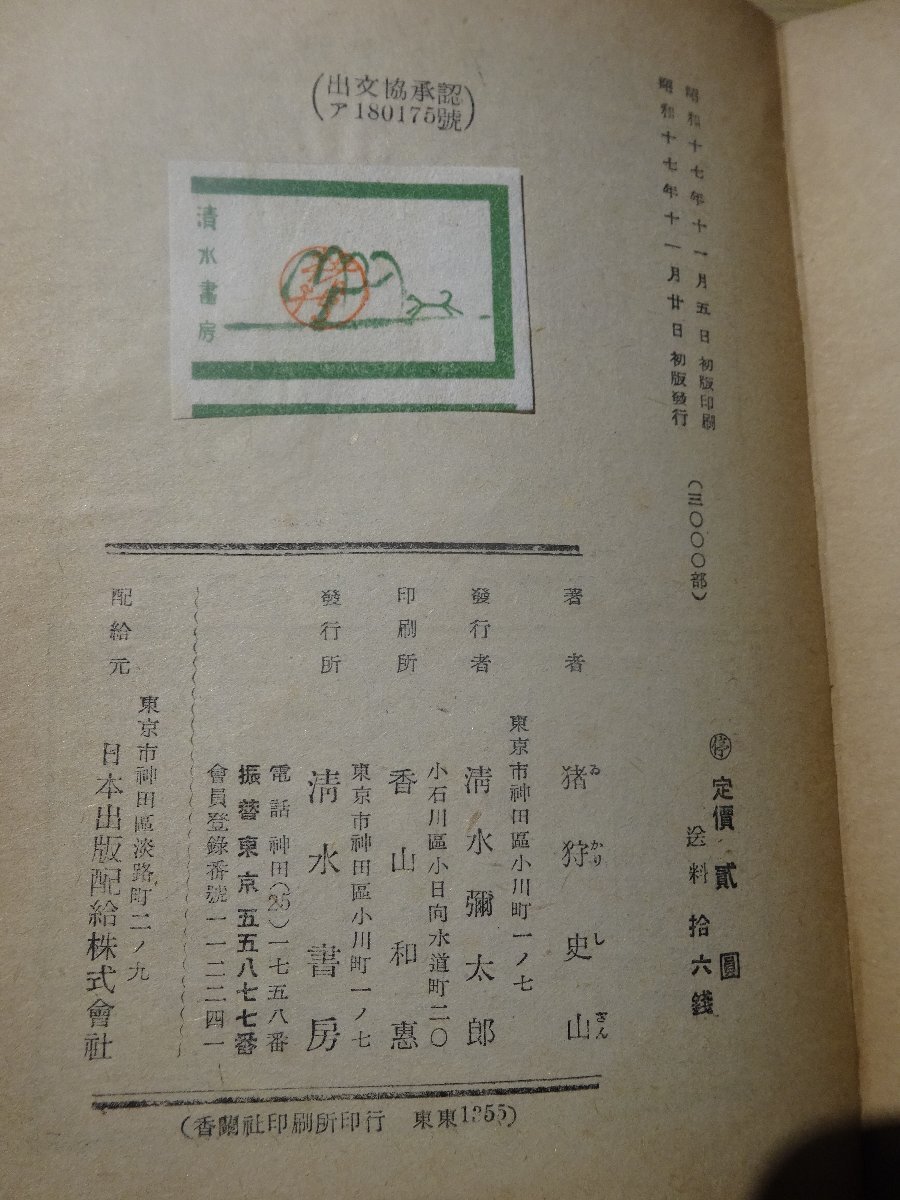 昭和十七年十一月五日 初版印刷
昭和十七年十一月廿日 初版發行
(三〇〇〇部)
㊡ 定價 貳圓
送料 拾六錢
(出文協承認
ア180175號)
淸水書房
著者 猪狩史山
ゐかりしざん
發行者
東京市神田區小川町一ノ七
淸水彌太郎
印刷所
小石川區小日向水道町二〇
香山和惠
發行所
東京市神田區小川町一ノ七
淸水書房
電話神田(25)一七五八番
振替東京五五八七七番
會員登錄番號一一二二四一
配給元
東京市神田區淡路町二ノ九
日本出版配給株式會社
(香蘭社印刷所印行 東東1355)